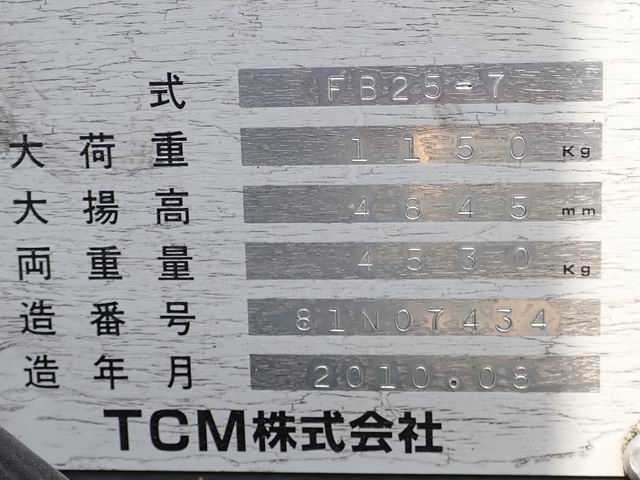 式 FB25-7
大荷重 1150 Kg
大揚高 4845 mm
両重量 4530 Kg
造番号 81N07434
造年月 2010.08
TCM株式会社